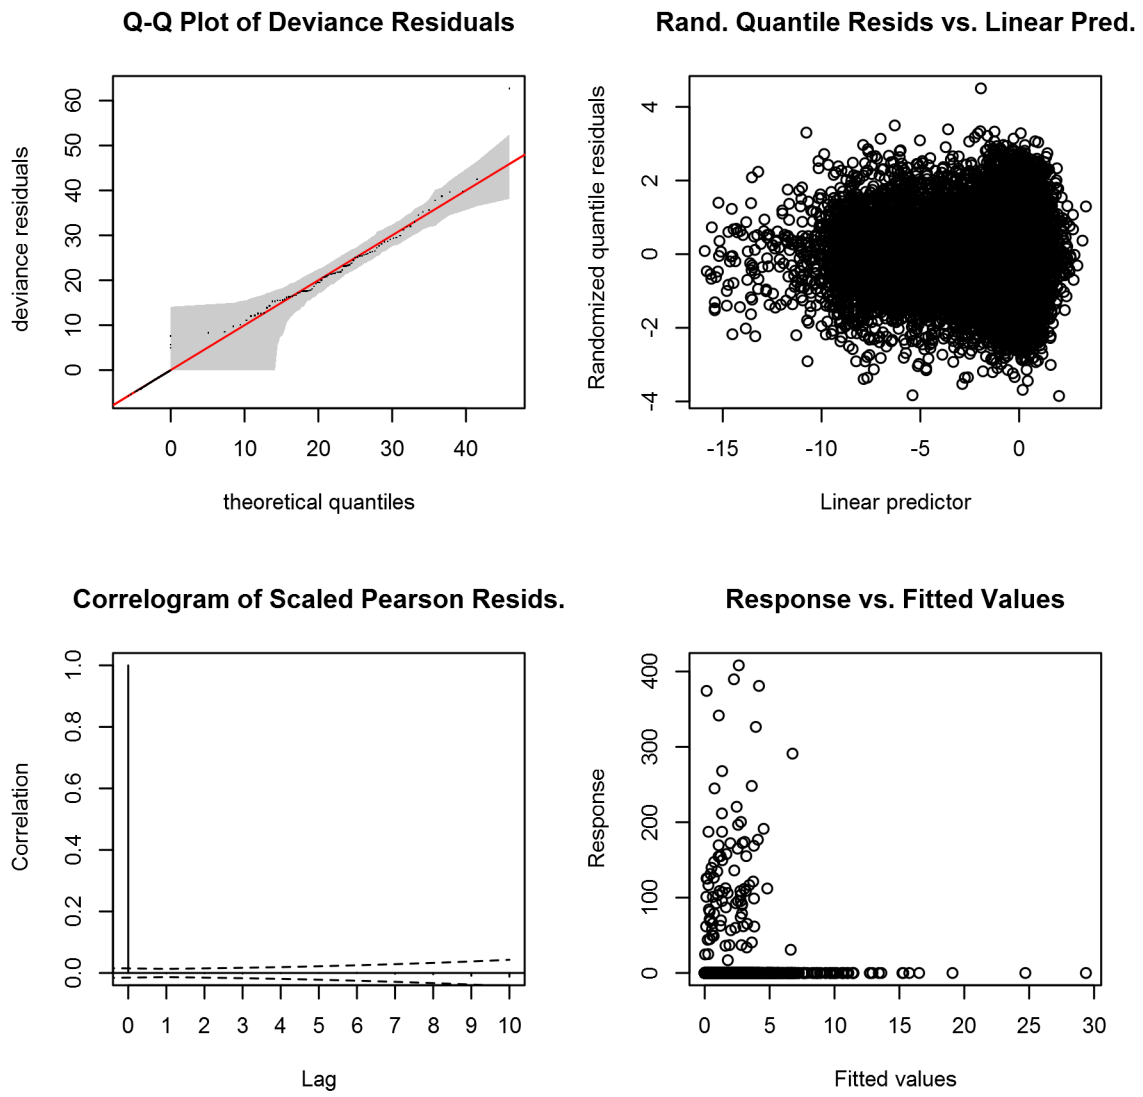 Q-Q Plot of Deviance Residuals
deviance residuals
0 10 20 30 40 50 60
0 10 20 30 40
theoretical quantiles
Rand. Quantile Resids vs. Linear Pred.
Randomized quantile residuals
-4 -2 0 2 4
-15 -10 -5 0
Linear predictor
Correlogram of Scaled Pearson Resids.
Correlation
0.0 0.2 0.4 0.6 0.8 1.0
0 1 2 3 4 5 6 7 8 9 10
Lag
Response vs. Fitted Values
Response
0 100 200 300 400
0 5 10 15 20 25 30
Fitted values